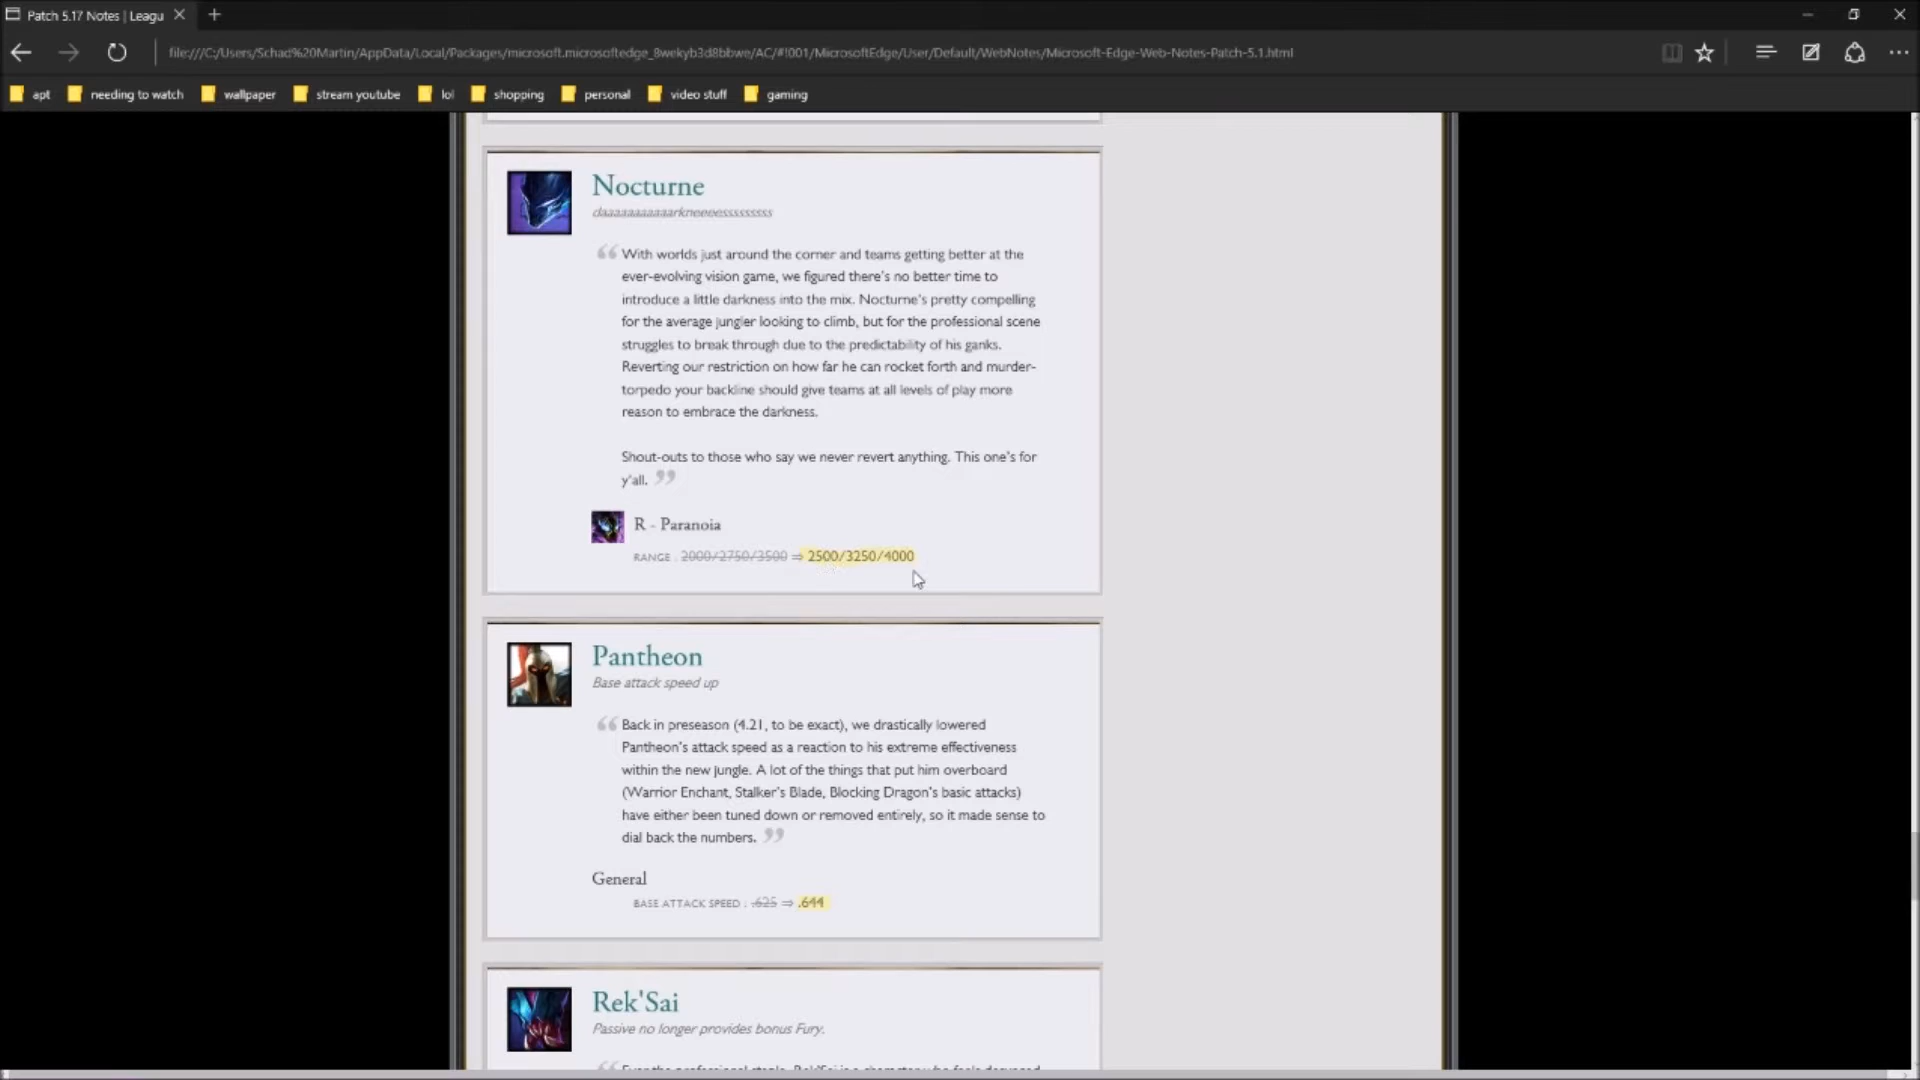 Patch 5.17 Notes | Leagu
file:///C:/Users/Schad%20Martin/AppData/Local/Packages/microsoft.microsoftedge_8wekyb3d8bbwe/AC/#!001/MicrosoftEdge/User/Default/WebNotes/Microsoft-Edge-Web-Notes-Patch-5.1.html
apt needing to watch wallpaper stream youtube lol shopping personal video stuff gaming
Nocturne
“ With worlds just around the corner and teams getting better at the
ever-evolving vision game, we figured there's no better time to
introduce a little darkness into the mix. Nocturne's pretty compelling
for the average jungler looking to climb, but for the professional scene
struggles to break through due to the predictability of his ganks.
Reverting our restriction on how far he can rocket forth and murder-
torpedo your backline should give teams at all levels of play more
reason to embrace the darkness.
Shout-outs to those who say we never revert anything. This one's for
y'all. ”
R - Paranoia
RANGE : 2000/2750/3500 ⇒ 2500/3250/4000
Pantheon
Base attack speed up
“ Back in preseason (4.21, to be exact), we drastically lowered
Pantheon's attack speed as a reaction to his extreme effectiveness
within the new jungle. A lot of the things that put him overboard
(Warrior Enchant, Stalker's Blade, Blocking Dragon's basic attacks)
have either been tuned down or removed entirely, so it made sense to
dial back the numbers. ”
General
BASE ATTACK SPEED : .625 ⇒ .644
Rek'Sai
Passive no longer provides bonus Fury.